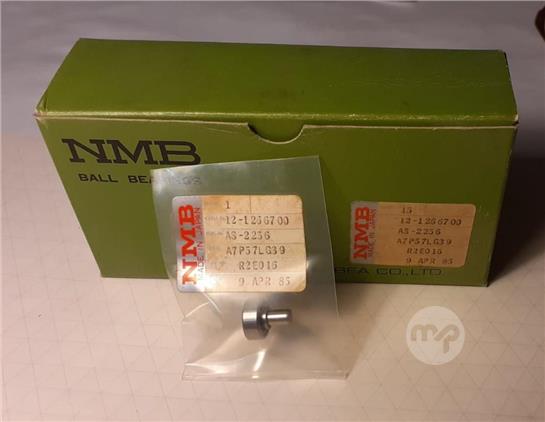 NMB
BALL BEARINGS
NMB
MADE IN JAPAN
1
12-1266700
AS-2256
A7P57LG39
R2E016
9 APR 85
NMB
MADE IN JAPAN
15
12-1266700
AS-2256
A7P57LG39
R2E016
9 APR 85
BEA CO.,LTD.
mp